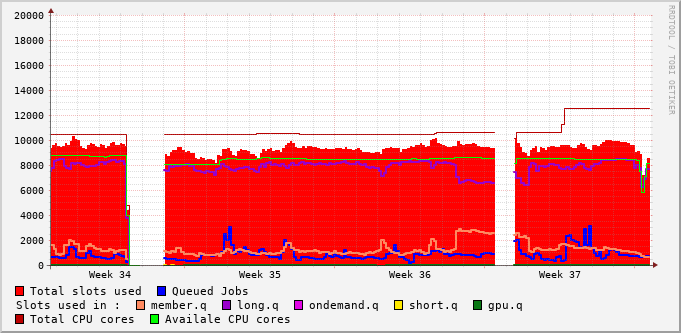 20000
18000
16000
14000
12000
10000
8000
6000
4000
2000
0
Week 34 Week 35 Week 36 Week 37
RRDTOOL / TOBI OETIKER
Total slots used Queued Jobs
Slots used in : member.q long.q ondemand.q short.q gpu.q
Total CPU cores Availale CPU cores